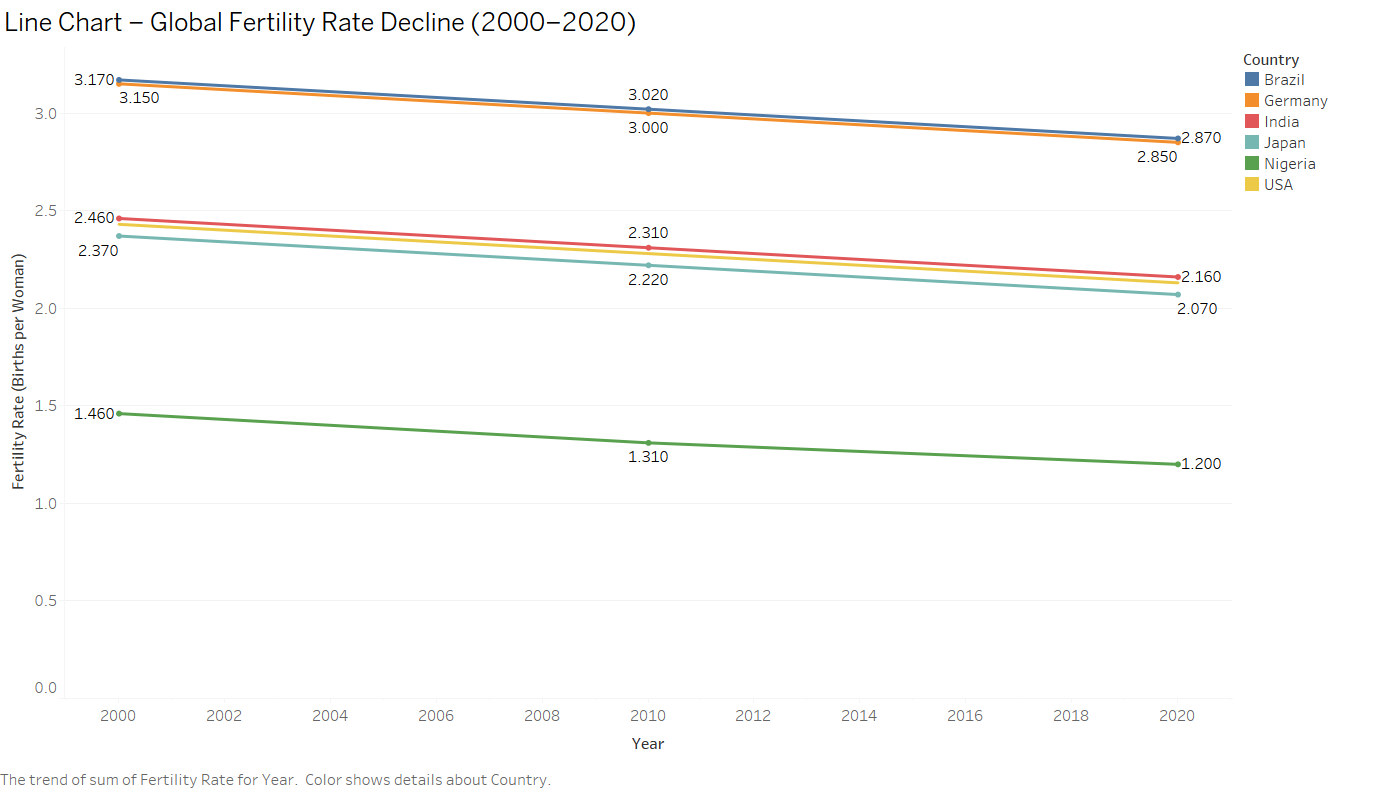 Line Chart – Global Fertility Rate Decline (2000–2020)
Country
Brazil
Germany
India
Japan
Nigeria
USA
Fertility Rate (Births per Woman)
3.0
2.5
2.0
1.5
1.0
0.5
0.0
3.170
3.020
2.870
3.150
3.000
2.850
2.460
2.310
2.160
2.370
2.220
2.070
1.460
1.310
1.200
2000 2002 2004 2006 2008 2010 2012 2014 2016 2018 2020
Year
The trend of sum of Fertility Rate for Year. Color shows details about Country.